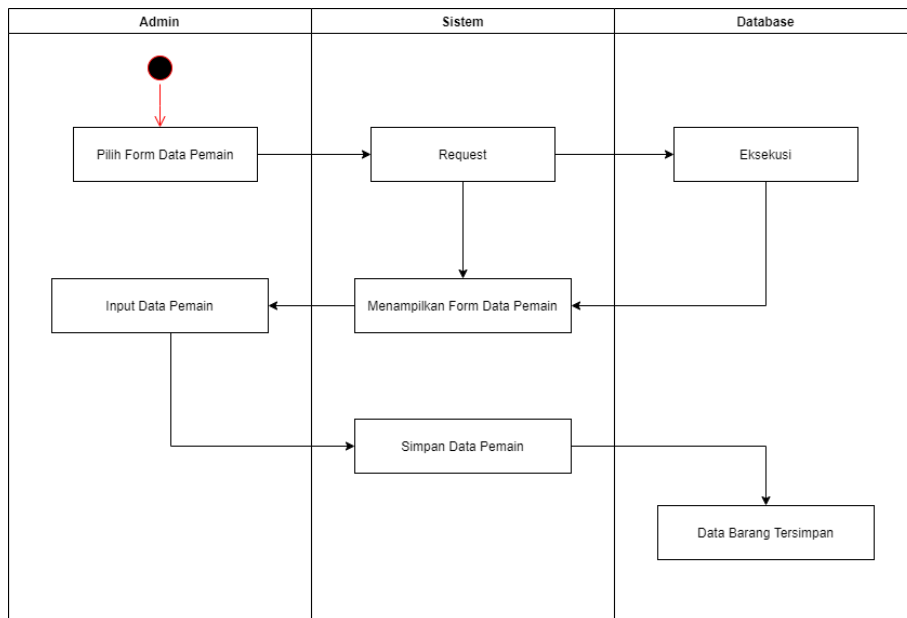 Admin
Sistem
Database
Pilih Form Data Pemain
Request
Eksekusi
Input Data Pemain
Menampilkan Form Data Pemain
Simpan Data Pemain
Data Barang Tersimpan